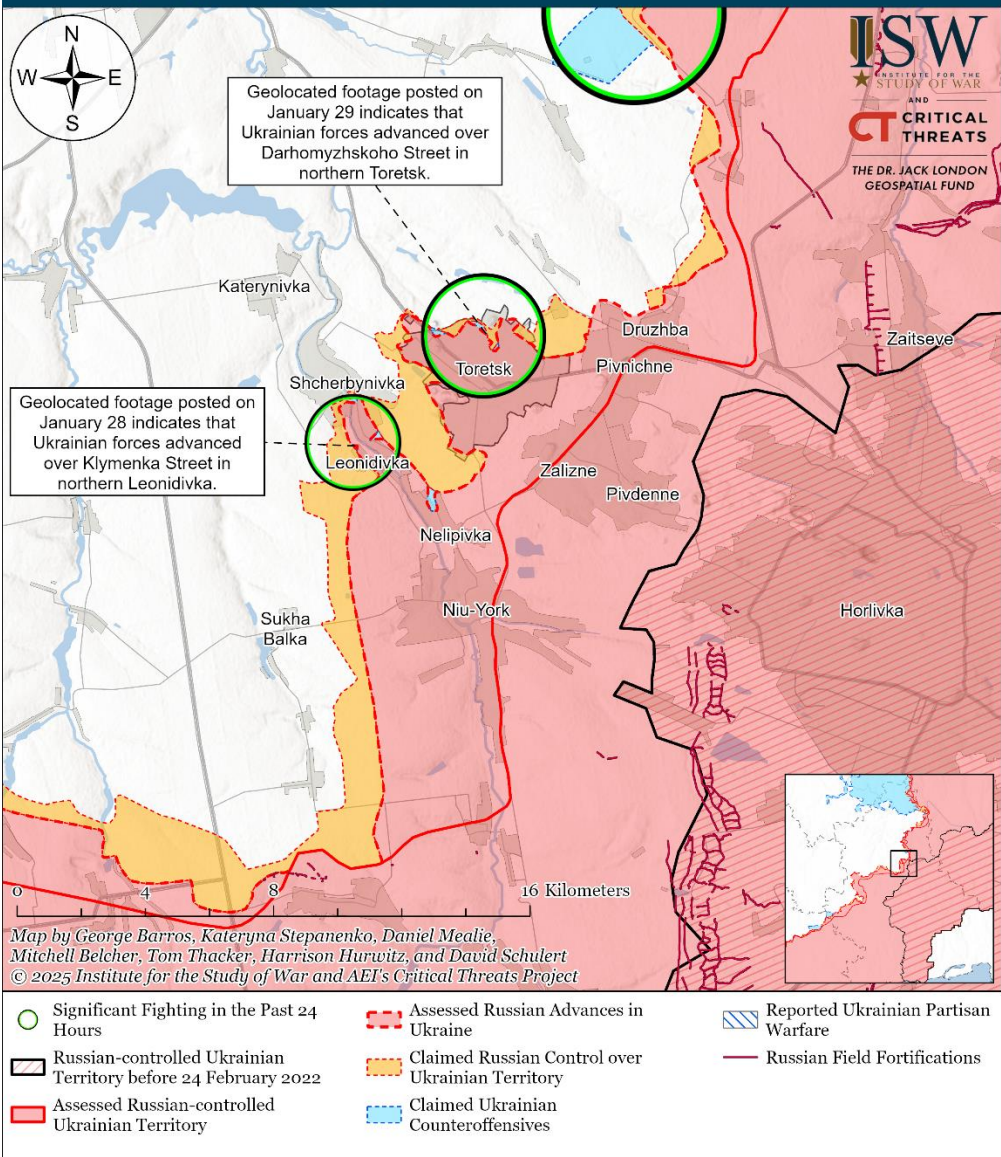 N
W E
S
ISW
INSTITUTE FOR THE
STUDY OF WAR
AND
CT CRITICAL
THREATS
THE DR. JACK LONDON
GEOSPATIAL FUND
Geolocated footage posted on
January 29 indicates that
Ukrainian forces advanced over
Darhomyzhskoho Street in
northern Toretsk.
Katerynivka
Druzhba
Zaitseve
Toretsk
Pivnichne
Shcherbynivka
Geolocated footage posted on
January 28 indicates that
Ukrainian forces advanced
over Klymenka Street in
northern Leonidivka.
Leonidivka
Zalizne
Pivdenne
Nelipivka
Niu-York
Horlivka
Sukha
Balka
0 4 8 16 Kilometers
Map by George Barros, Kateryna Stepanenko, Daniel Mealie,
Mitchell Belcher, Tom Thacker, Harrison Hurwitz, and David Schulert
© 2025 Institute for the Study of War and AEI's Critical Threats Project
Significant Fighting in the Past 24
Hours
Russian-controlled Ukrainian
Territory before 24 February 2022
Assessed Russian-controlled
Ukrainian Territory
Assessed Russian Advances in
Ukraine
Claimed Russian Control over
Ukrainian Territory
Claimed Ukrainian
Counteroffensives
Reported Ukrainian Partisan
Warfare
Russian Field Fortifications